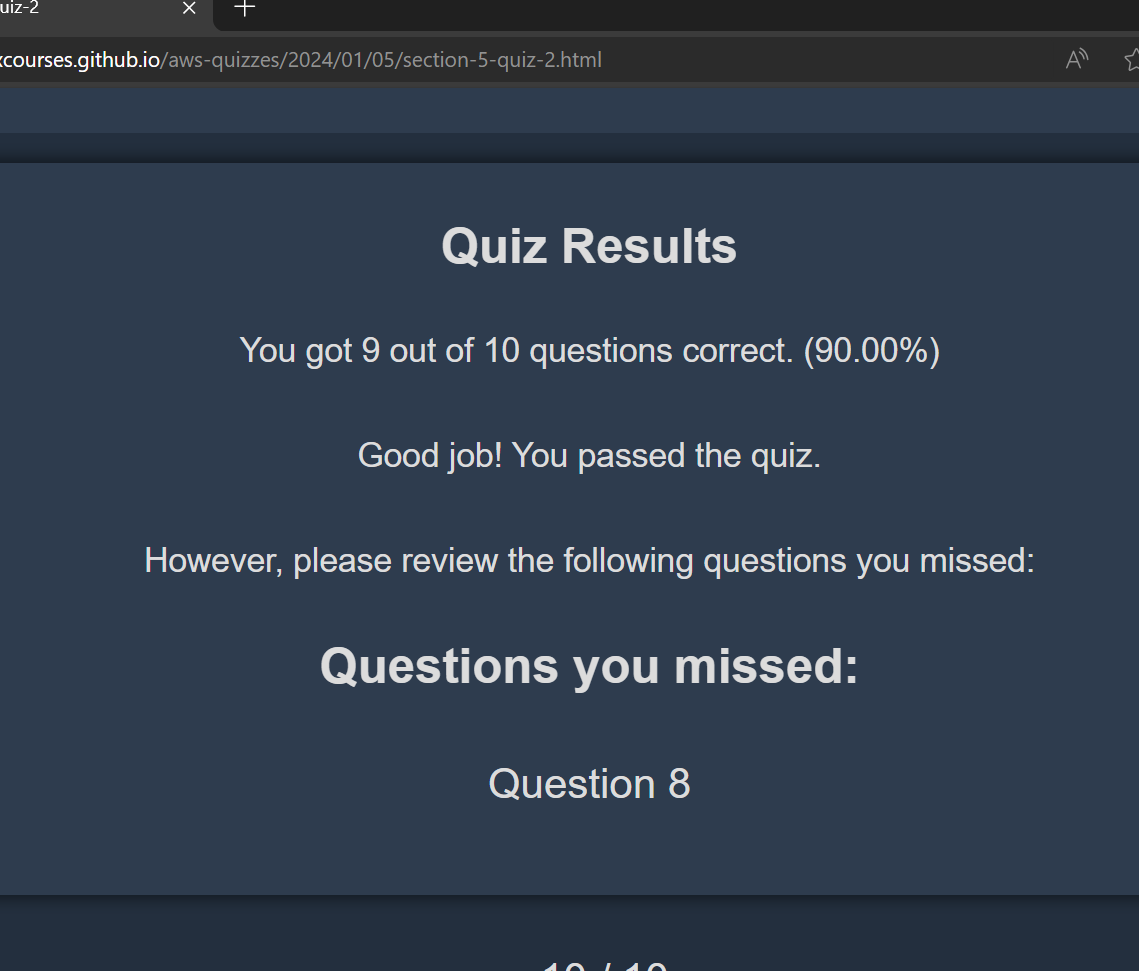 uiz-2
xcourses.github.io/aws-quizzes/2024/01/05/section-5-quiz-2.html
Quiz Results
You got 9 out of 10 questions correct. (90.00%)
Good job! You passed the quiz.
However, please review the following questions you missed:
Questions you missed:
Question 8
10 / 10